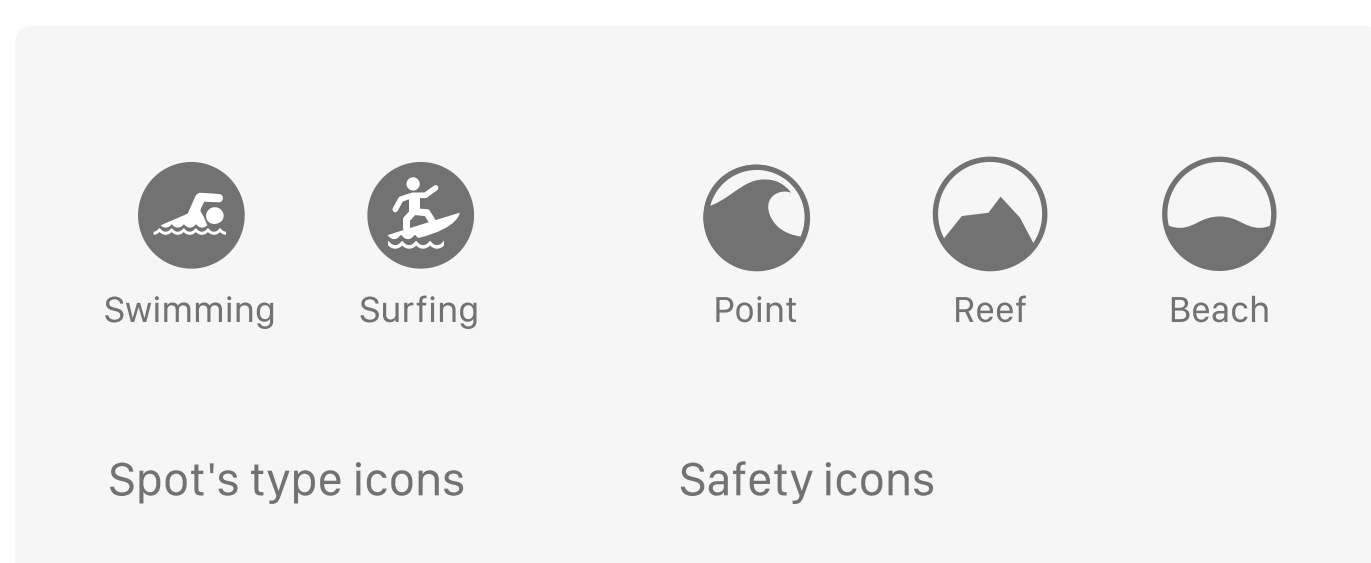 Swimming
Surfing
Point
Reef
Beach
Spot's type icons
Safety icons